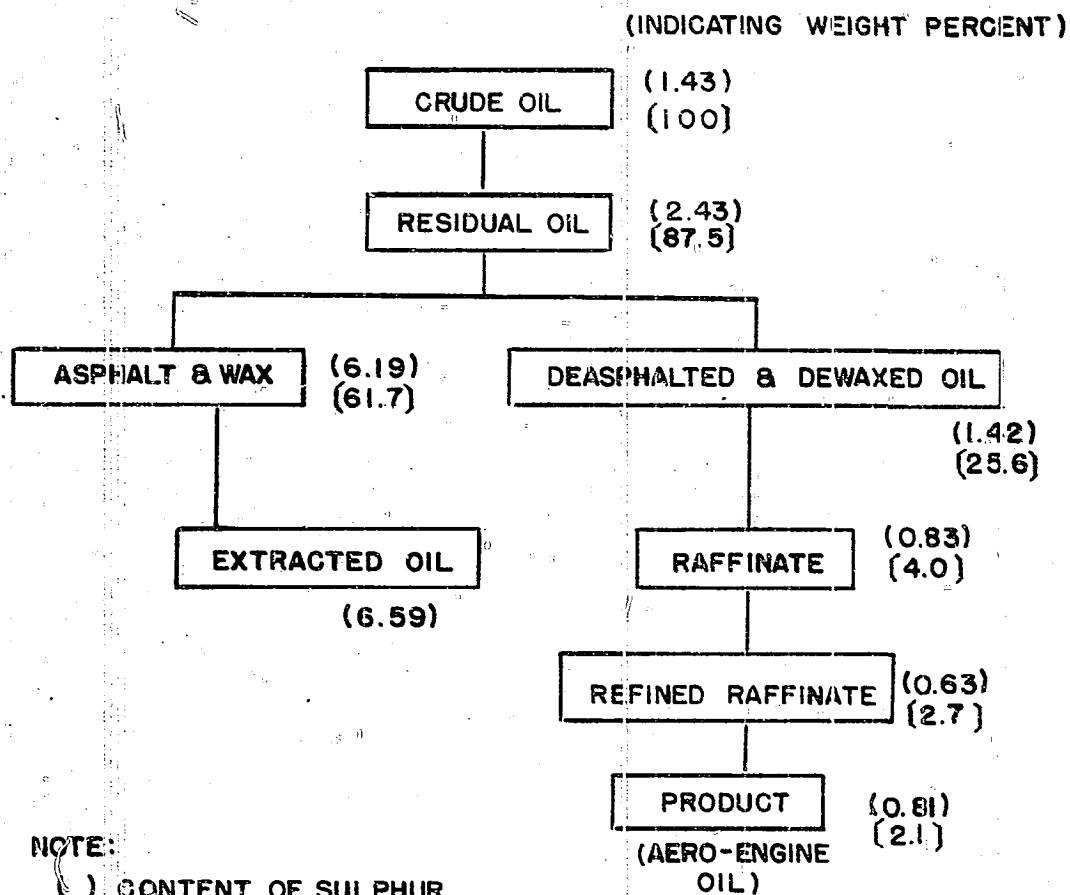 (INDICATING WEIGHT PERCENT)
CRUDE OIL
(1.43)
[100]
RESIDUAL OIL
(2.43)
[87.5]
ASPHALT & WAX
(6.19)
[61.7]
DEASPHALTED & DEWAXED OIL
(1.42)
[25.6]
EXTRACTED OIL
(6.59)
RAFFINATE
(0.83)
[4.0]
REFINED RAFFINATE
(0.63)
[2.7]
PRODUCT
(0.81)
[2.1]
(AERO-ENGINE
OIL)
NOTE:
( ) CONTENT OF SULPHUR